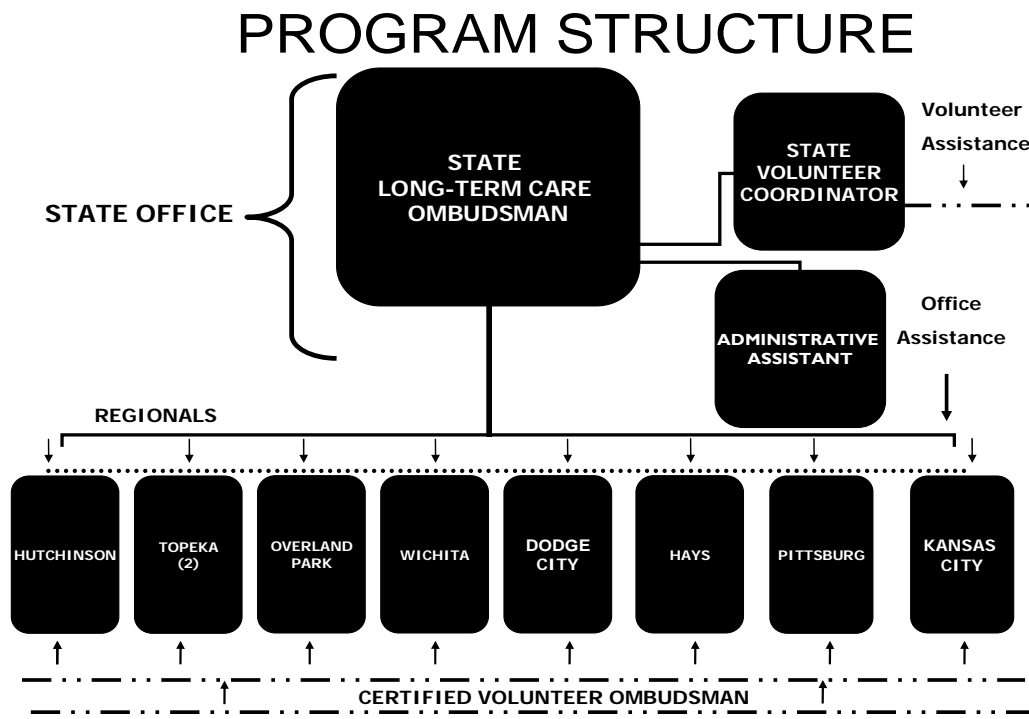 PROGRAM STRUCTURE
STATE OFFICE
STATE
LONG-TERM CARE
OMBUDSMAN
STATE
VOLUNTEER
COORDINATOR
Volunteer
Assistance
ADMINISTRATIVE
ASSISTANT
Office
Assistance
REGIONALS
HUTCHINSON
TOPEKA
(2)
OVERLAND
PARK
WICHITA
DODGE
CITY
HAYS
PITTSBURG
KANSAS
CITY
CERTIFIED VOLUNTEER OMBUDSMAN